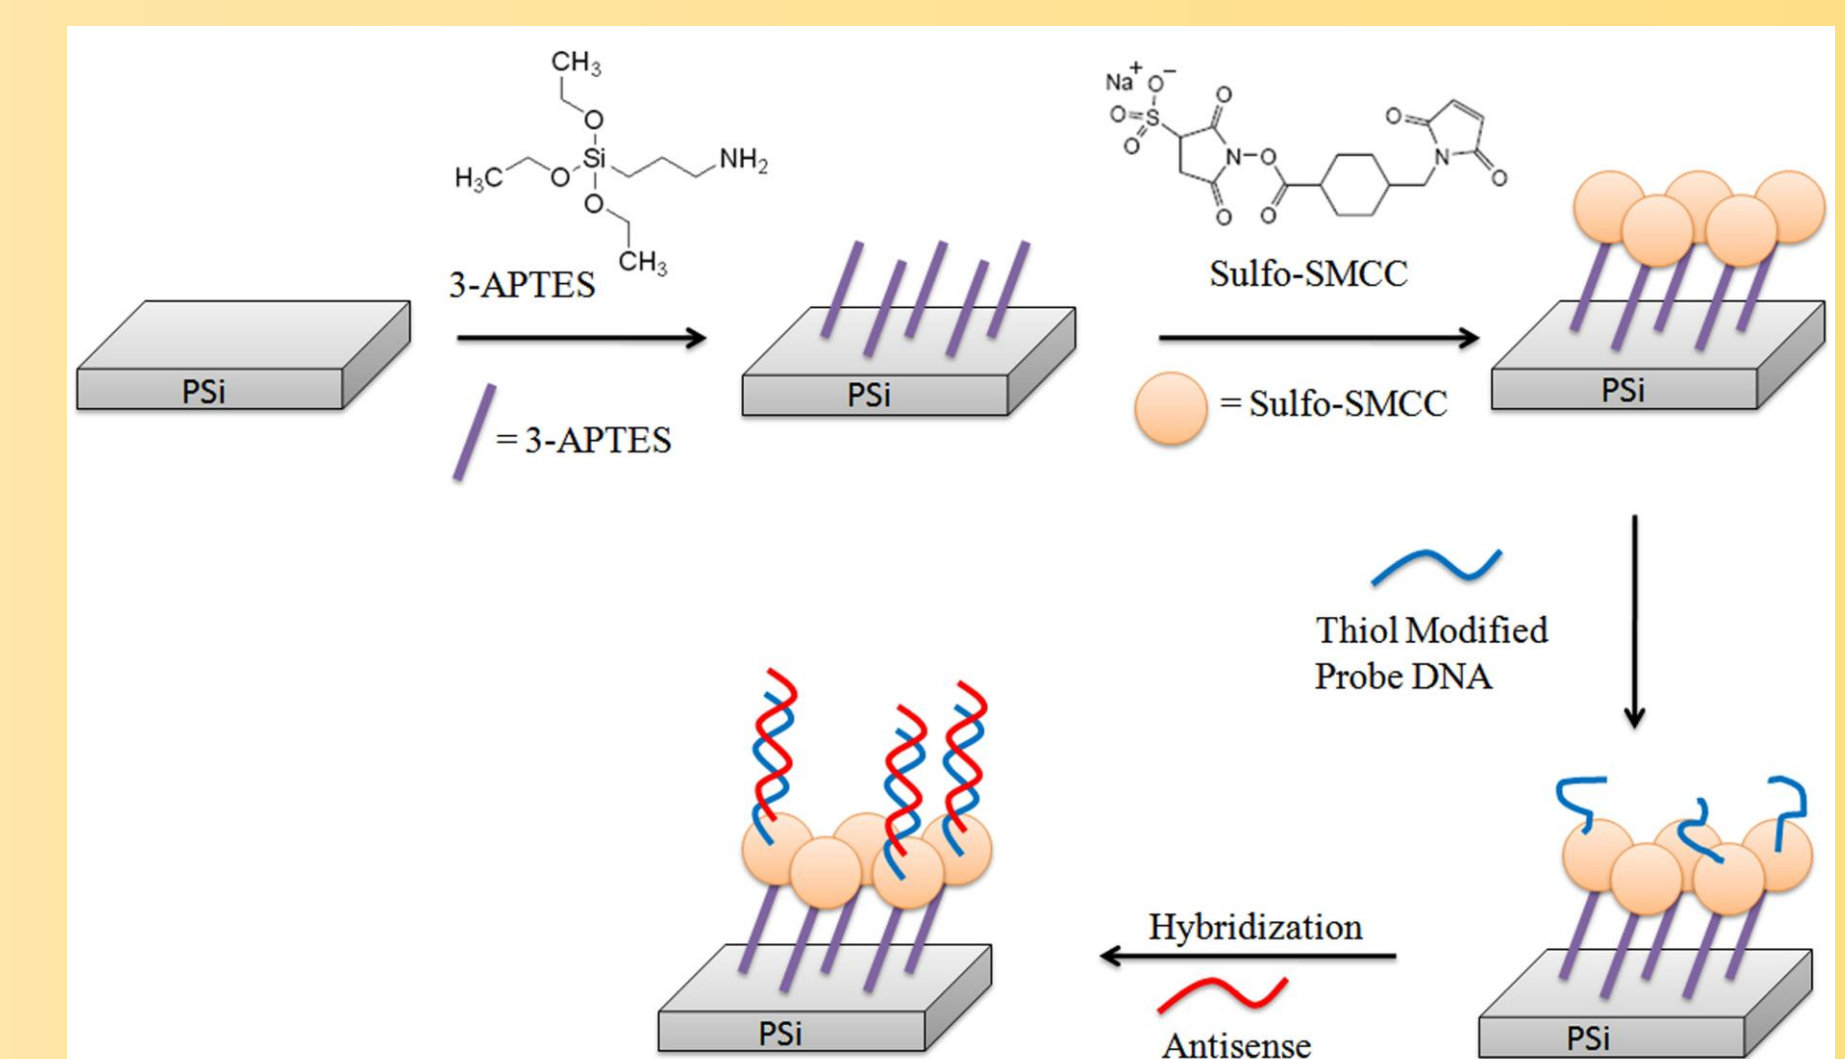 CH3
O
Si
NH2
H3C
O
O
CH3
3-APTES
PSi
= 3-APTES
PSi
Na+ O−
O=S
O
O
O
N
O
O
O
O
N
O
Sulfo-SMCC
= Sulfo-SMCC
PSi
Thiol Modified
Probe DNA
PSi
Hybridization
Antisense
PSi